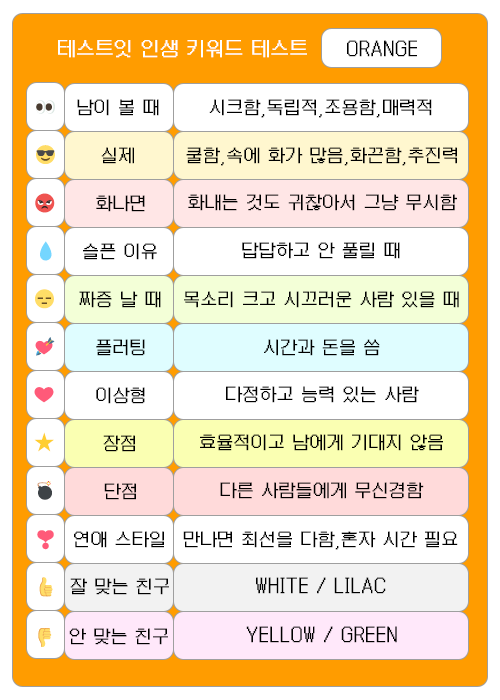 테스트잇 인생 키워드 테스트 ORANGE
남이 볼 때 시크함,독립적,조용함,매력적
실제 쿨함,속에 화가 많음,화끈함,추진력
화나면 화내는 것도 귀찮아서 그냥 무시함
슬픈 이유 답답하고 안 풀릴 때
짜증 날 때 목소리 크고 시끄러운 사람 있을 때
플러팅 시간과 돈을 씀
이상형 다정하고 능력 있는 사람
장점 효율적이고 남에게 기대지 않음
단점 다른 사람들에게 무신경함
연애 스타일 만나면 최선을 다함,혼자 시간 필요
잘 맞는 친구 WHITE / LILAC
안 맞는 친구 YELLOW / GREEN